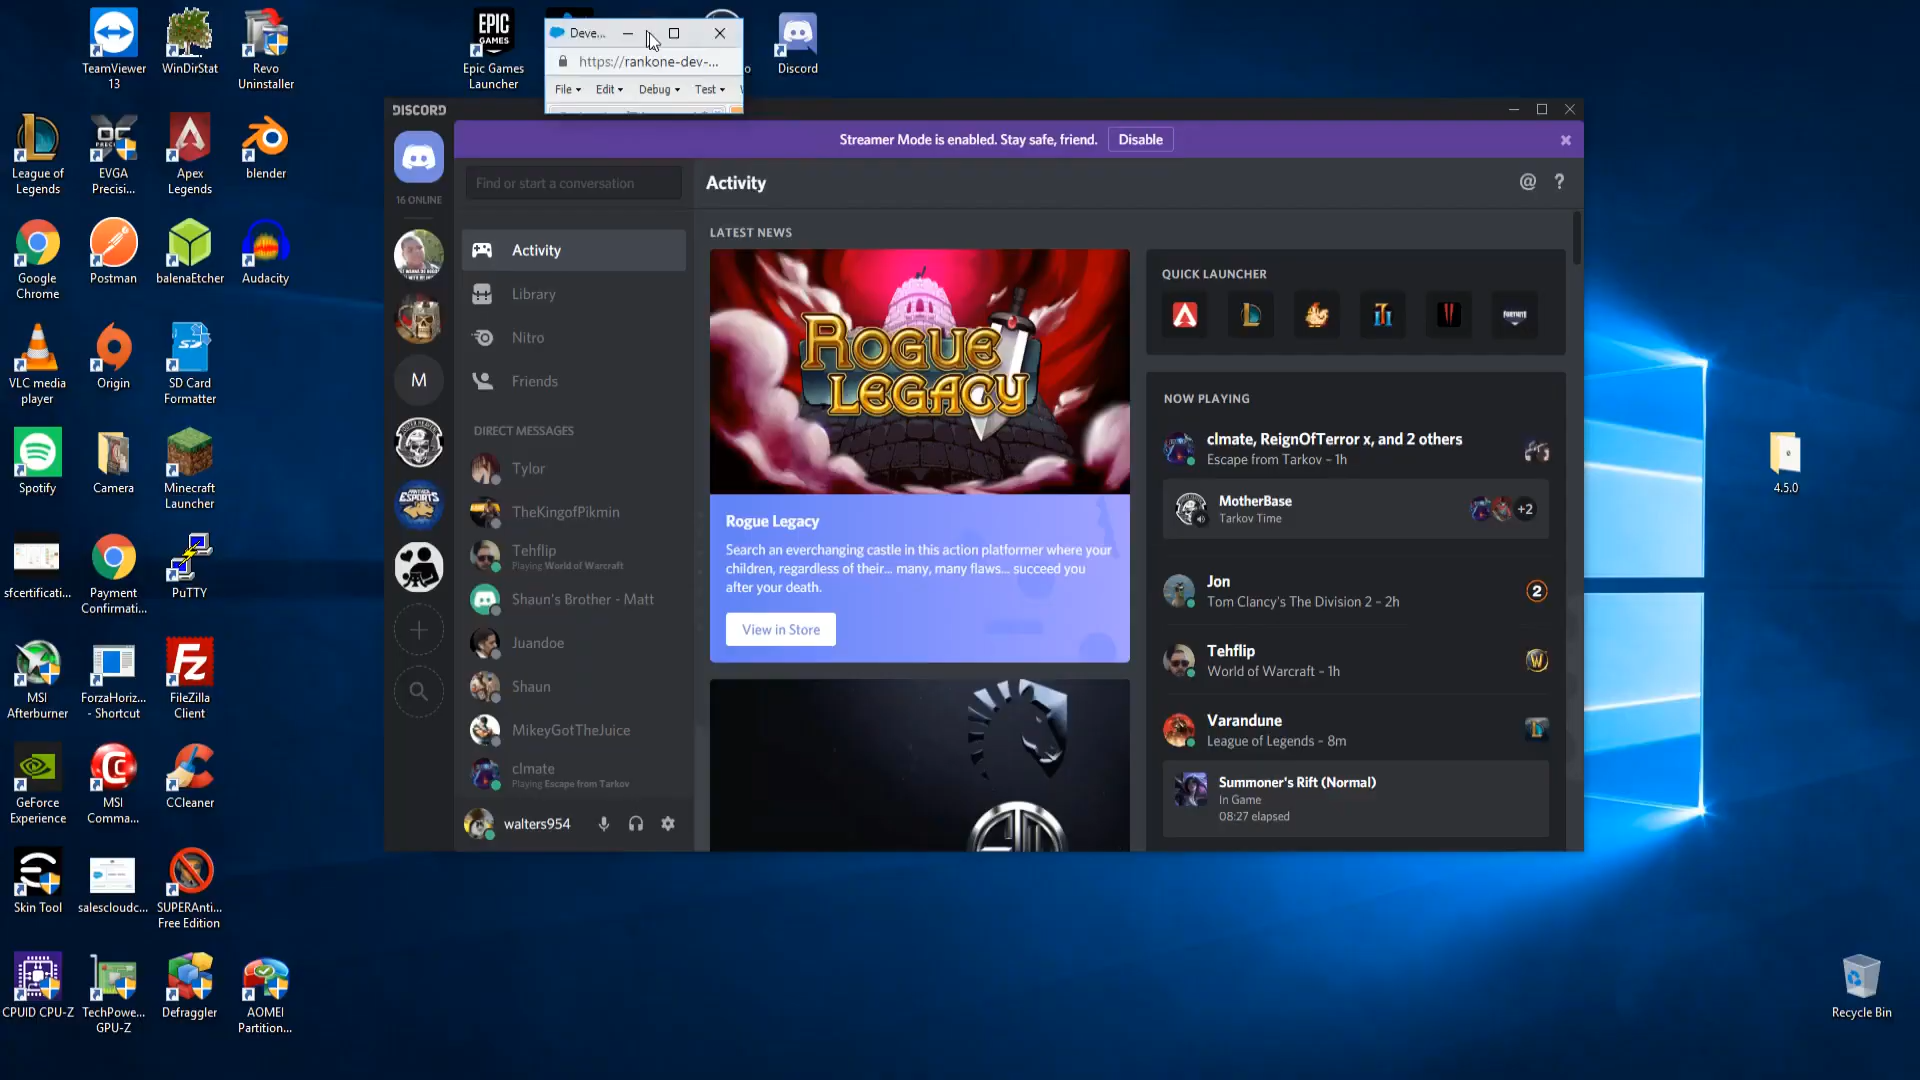 TeamViewer
13
WinDirStat
Revo
Uninstaller
EPIC
GAMES
Epic Games
Launcher
Discord
Deve...
https://rankone-dev-...
File
Edit
Debug
Test
League of
Legends
EVGA
Precisi...
Apex
Legends
blender
Google
Chrome
Postman
balenaEtcher
Audacity
VLC media
player
Origin
SD Card
Formatter
Spotify
Camera
Minecraft
Launcher
sfcertificati...
Payment
Confirmati...
PuTTY
MSI
Afterburner
ForzaHoriz...
- Shortcut
FileZilla
Client
GeForce
Experience
MSI
Comma...
CCleaner
Skin Tool
salescloudc...
SUPERAnti...
Free Edition
CPUID CPU-Z
TechPowe...
GPU-Z
Defraggler
AOMEI
Partition...
DISCORD
Streamer Mode is enabled. Stay safe, friend.
Disable
16 ONLINE
M
Find or start a conversation
Activity
Library
Nitro
Friends
DIRECT MESSAGES
Tylor
TheKingofPikmin
Tehflip
Playing World of Warcraft
Shaun's Brother - Matt
Juandoe
Shaun
MikeyGotTheJuice
clmate
Playing Escape from Tarkov
walters954
Activity
@ ?
LATEST NEWS
ROGUE
LEGACY
Rogue Legacy
Search an everchanging castle in this action platformer where your
children, regardless of their... many, many flaws... succeed you
after your death.
View in Store
QUICK LAUNCHER
FORTNITE
NOW PLAYING
clmate, ReignOfTerror x, and 2 others
Escape from Tarkov – 1h
MotherBase
Tarkov Time
+2
Jon
Tom Clancy's The Division 2 – 2h
Tehflip
World of Warcraft – 1h
Varandune
League of Legends – 8m
Summoner's Rift (Normal)
In Game
08:27 elapsed
4.5.0
Recycle Bin